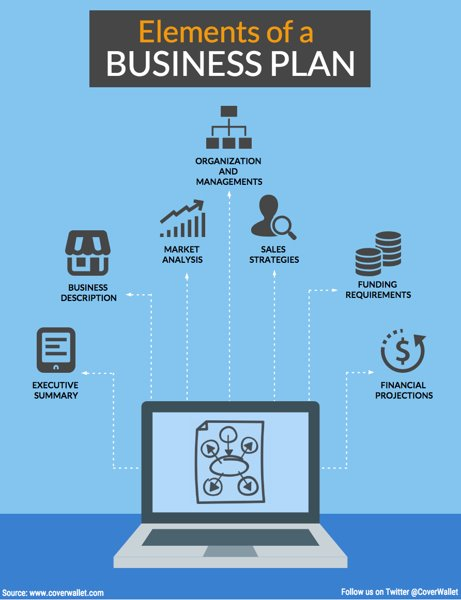 Elements of a
BUSINESS PLAN
ORGANIZATION
AND
MANAGEMENTS
MARKET
ANALYSIS
SALES
STRATEGIES
BUSINESS
DESCRIPTION
FUNDING
REQUIREMENTS
EXECUTIVE
SUMMARY
$
FINANCIAL
PROJECTIONS
Source: www.coverwallet.com
Follow us on Twitter @CoverWallet